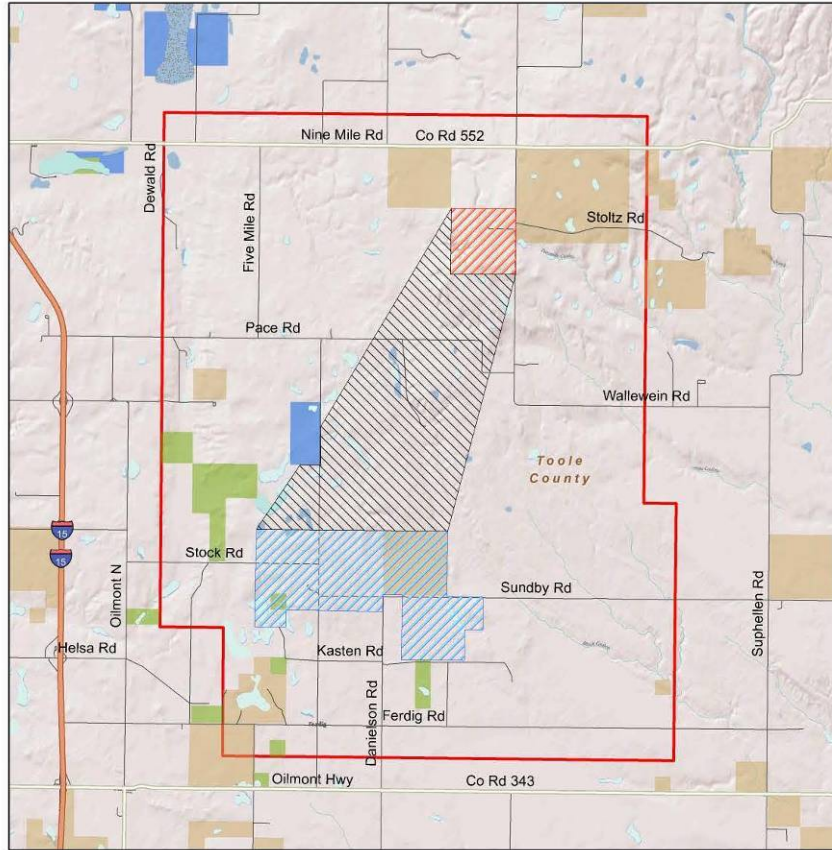 Nine Mile Rd
Co Rd 552
Dewald Rd
Five Mile Rd
Stoltz Rd
Pace Rd
Wallewein Rd
Toole
County
15
15
Stock Rd
Oilmont N
Sundby Rd
Suphellen Rd
Helsa Rd
Kasten Rd
Danielson Rd
Ferdig Rd
Oilmont Hwy
Co Rd 343